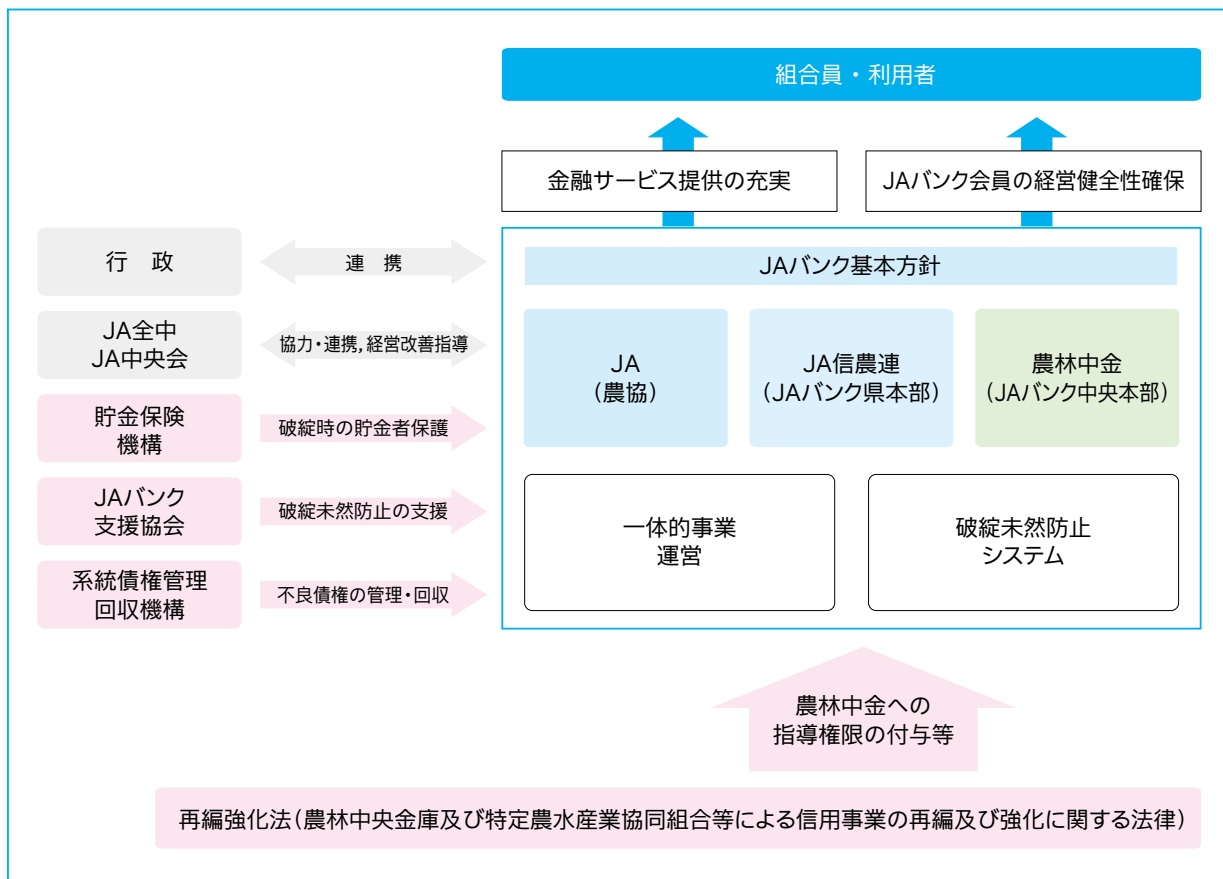 組合員・利用者
金融サービス提供の充実
JAバンク会員の経営健全性確保
行　政
連　携
JAバンク基本方針
JA全中
JA中央会
協力・連携,経営改善指導
JA
（農協）
JA信農連
（JAバンク県本部）
農林中金
（JAバンク中央本部）
貯金保険
機構
破綻時の貯金者保護
JAバンク
支援協会
破綻未然防止の支援
一体的事業
運営
破綻未然防止
システム
系統債権管理
回収機構
不良債権の管理・回収
農林中金への
指導権限の付与等
再編強化法（農林中央金庫及び特定農水産業協同組合等による信用事業の再編及び強化に関する法律）